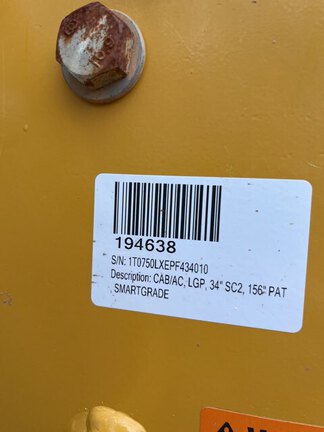 194638
S/N: 1T0750LXEPF434010
Description: CAB/AC, LGP, 34" SC2, 156" PAT
SMARTGRADE